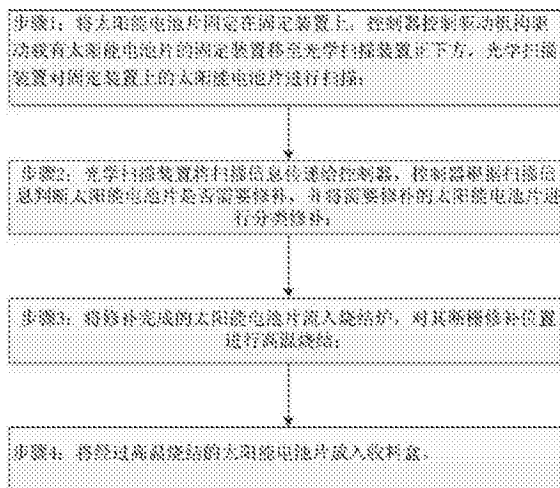 步骤1：将太阳能电池片固定在固定装置上，控制器控制驱动机构驱
动放有太阳能电池片的固定装置移至光学扫描装置正下方，光学扫描
装置对固定装置上的太阳能电池片进行扫描；
步骤2：光学扫描装置将扫描信息传递给控制器，控制器根据扫描信
息判断太阳能电池片是否需要修补，并将需要修补的太阳能电池片进
行分类修补；
步骤3：将修补完成的太阳能电池片流入烧结炉，对其断栅修补位置
进行高温烧结；
步骤4：将经过高温烧结的太阳能电池片放入收料盒。